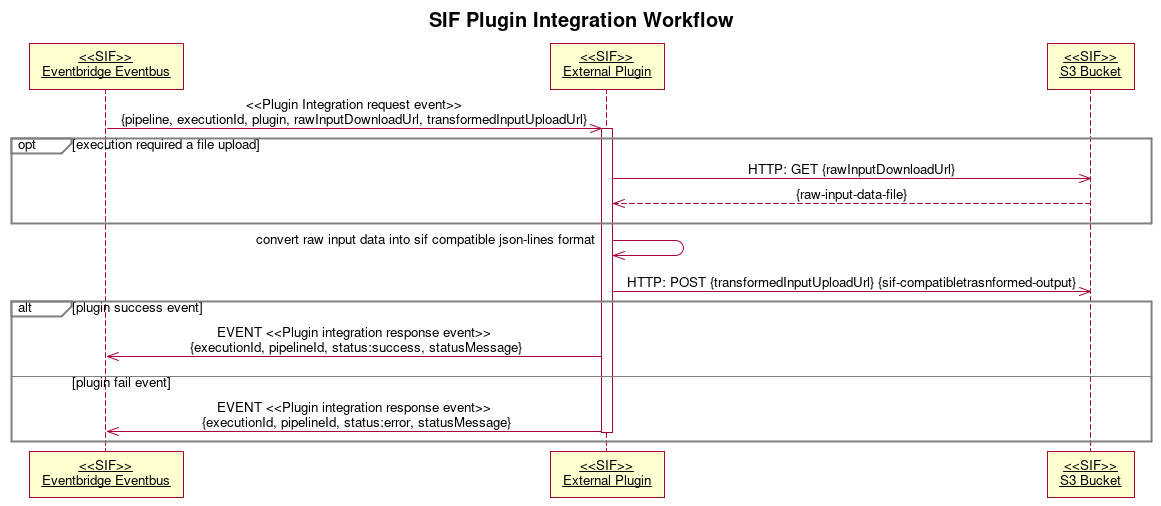 SIF Plugin Integration Workflow
<<SIF>>
Eventbridge Eventbus
<<SIF>>
External Plugin
<<SIF>>
S3 Bucket
<<Plugin Integration request event>>
{pipeline, executionId, plugin, rawInputDownloadUrl, transformedInputUploadUrl}
opt
[execution required a file upload]
HTTP: GET {rawInputDownloadUrl}
{raw-input-data-file}
convert raw input data into sif compatible json-lines format
HTTP: POST {transformedInputUploadUrl} {sif-compatibletrasnformed-output}
alt
[plugin success event]
EVENT <<Plugin integration response event>>
{executionId, pipelineId, status:success, statusMessage}
[plugin fail event]
EVENT <<Plugin integration response event>>
{executionId, pipelineId, status:error, statusMessage}
<<SIF>>
Eventbridge Eventbus
<<SIF>>
External Plugin
<<SIF>>
S3 Bucket